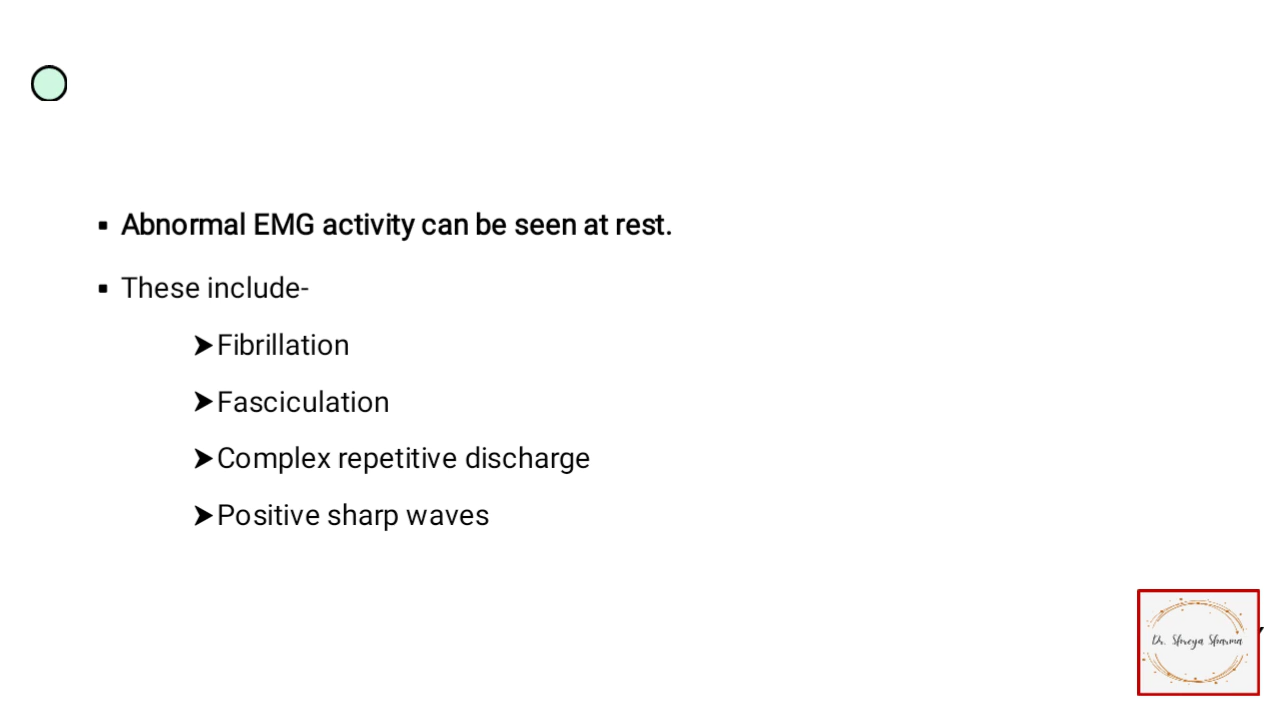 ▪ Abnormal EMG activity can be seen at rest.
▪ These include-
➤Fibrillation
➤Fasciculation
➤Complex repetitive discharge
➤Positive sharp waves
Dr. Shreya Sharma